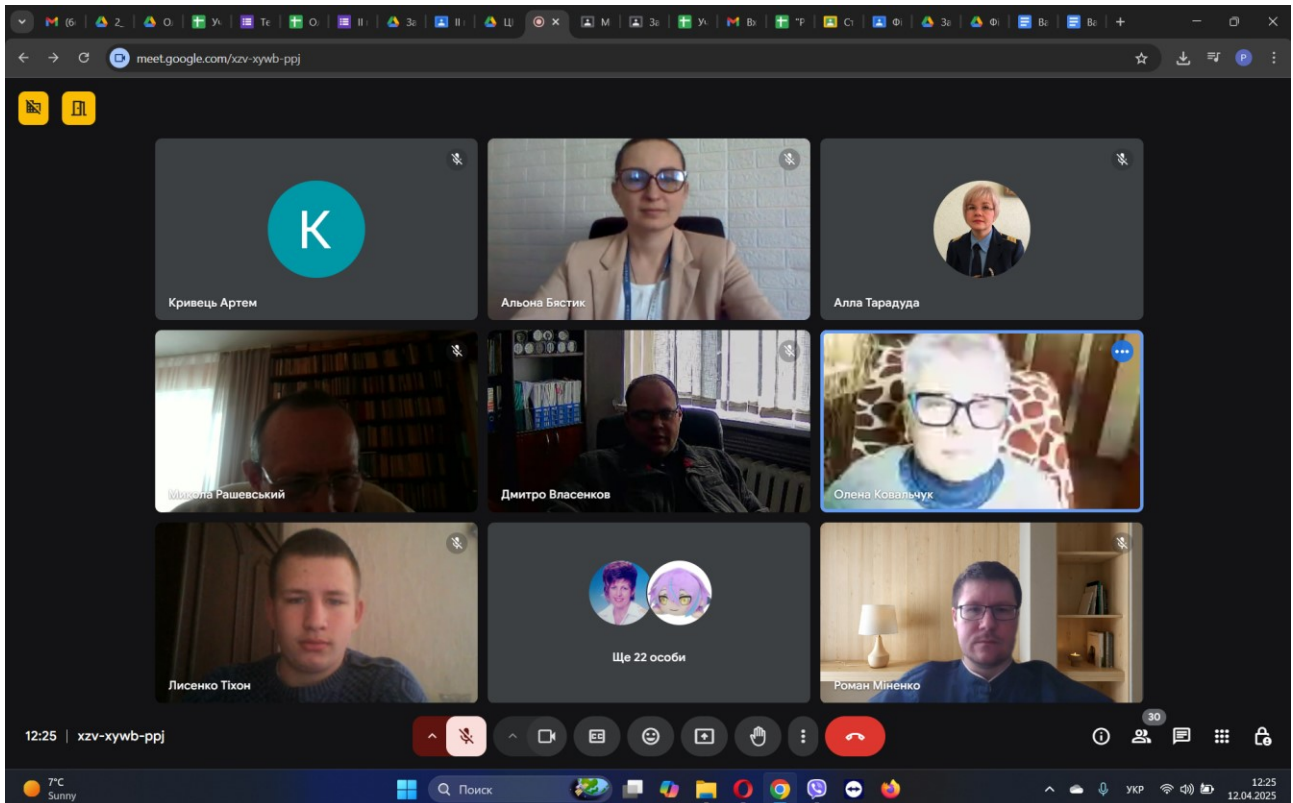 meet.google.com/xzv-xywb-ppj
P
K
Кривець Артем
Альона Бястик
Алла Тарадуда
Микола Рашевський
Дмитро Власенков
Олена Ковальчук
Лисенко Тіхон
Ще 22 особи
Роман Міненко
12:25 | xzv-xywb-ppj
30
7°C
Sunny
Поиск
УКР
12:25
12.04.2025